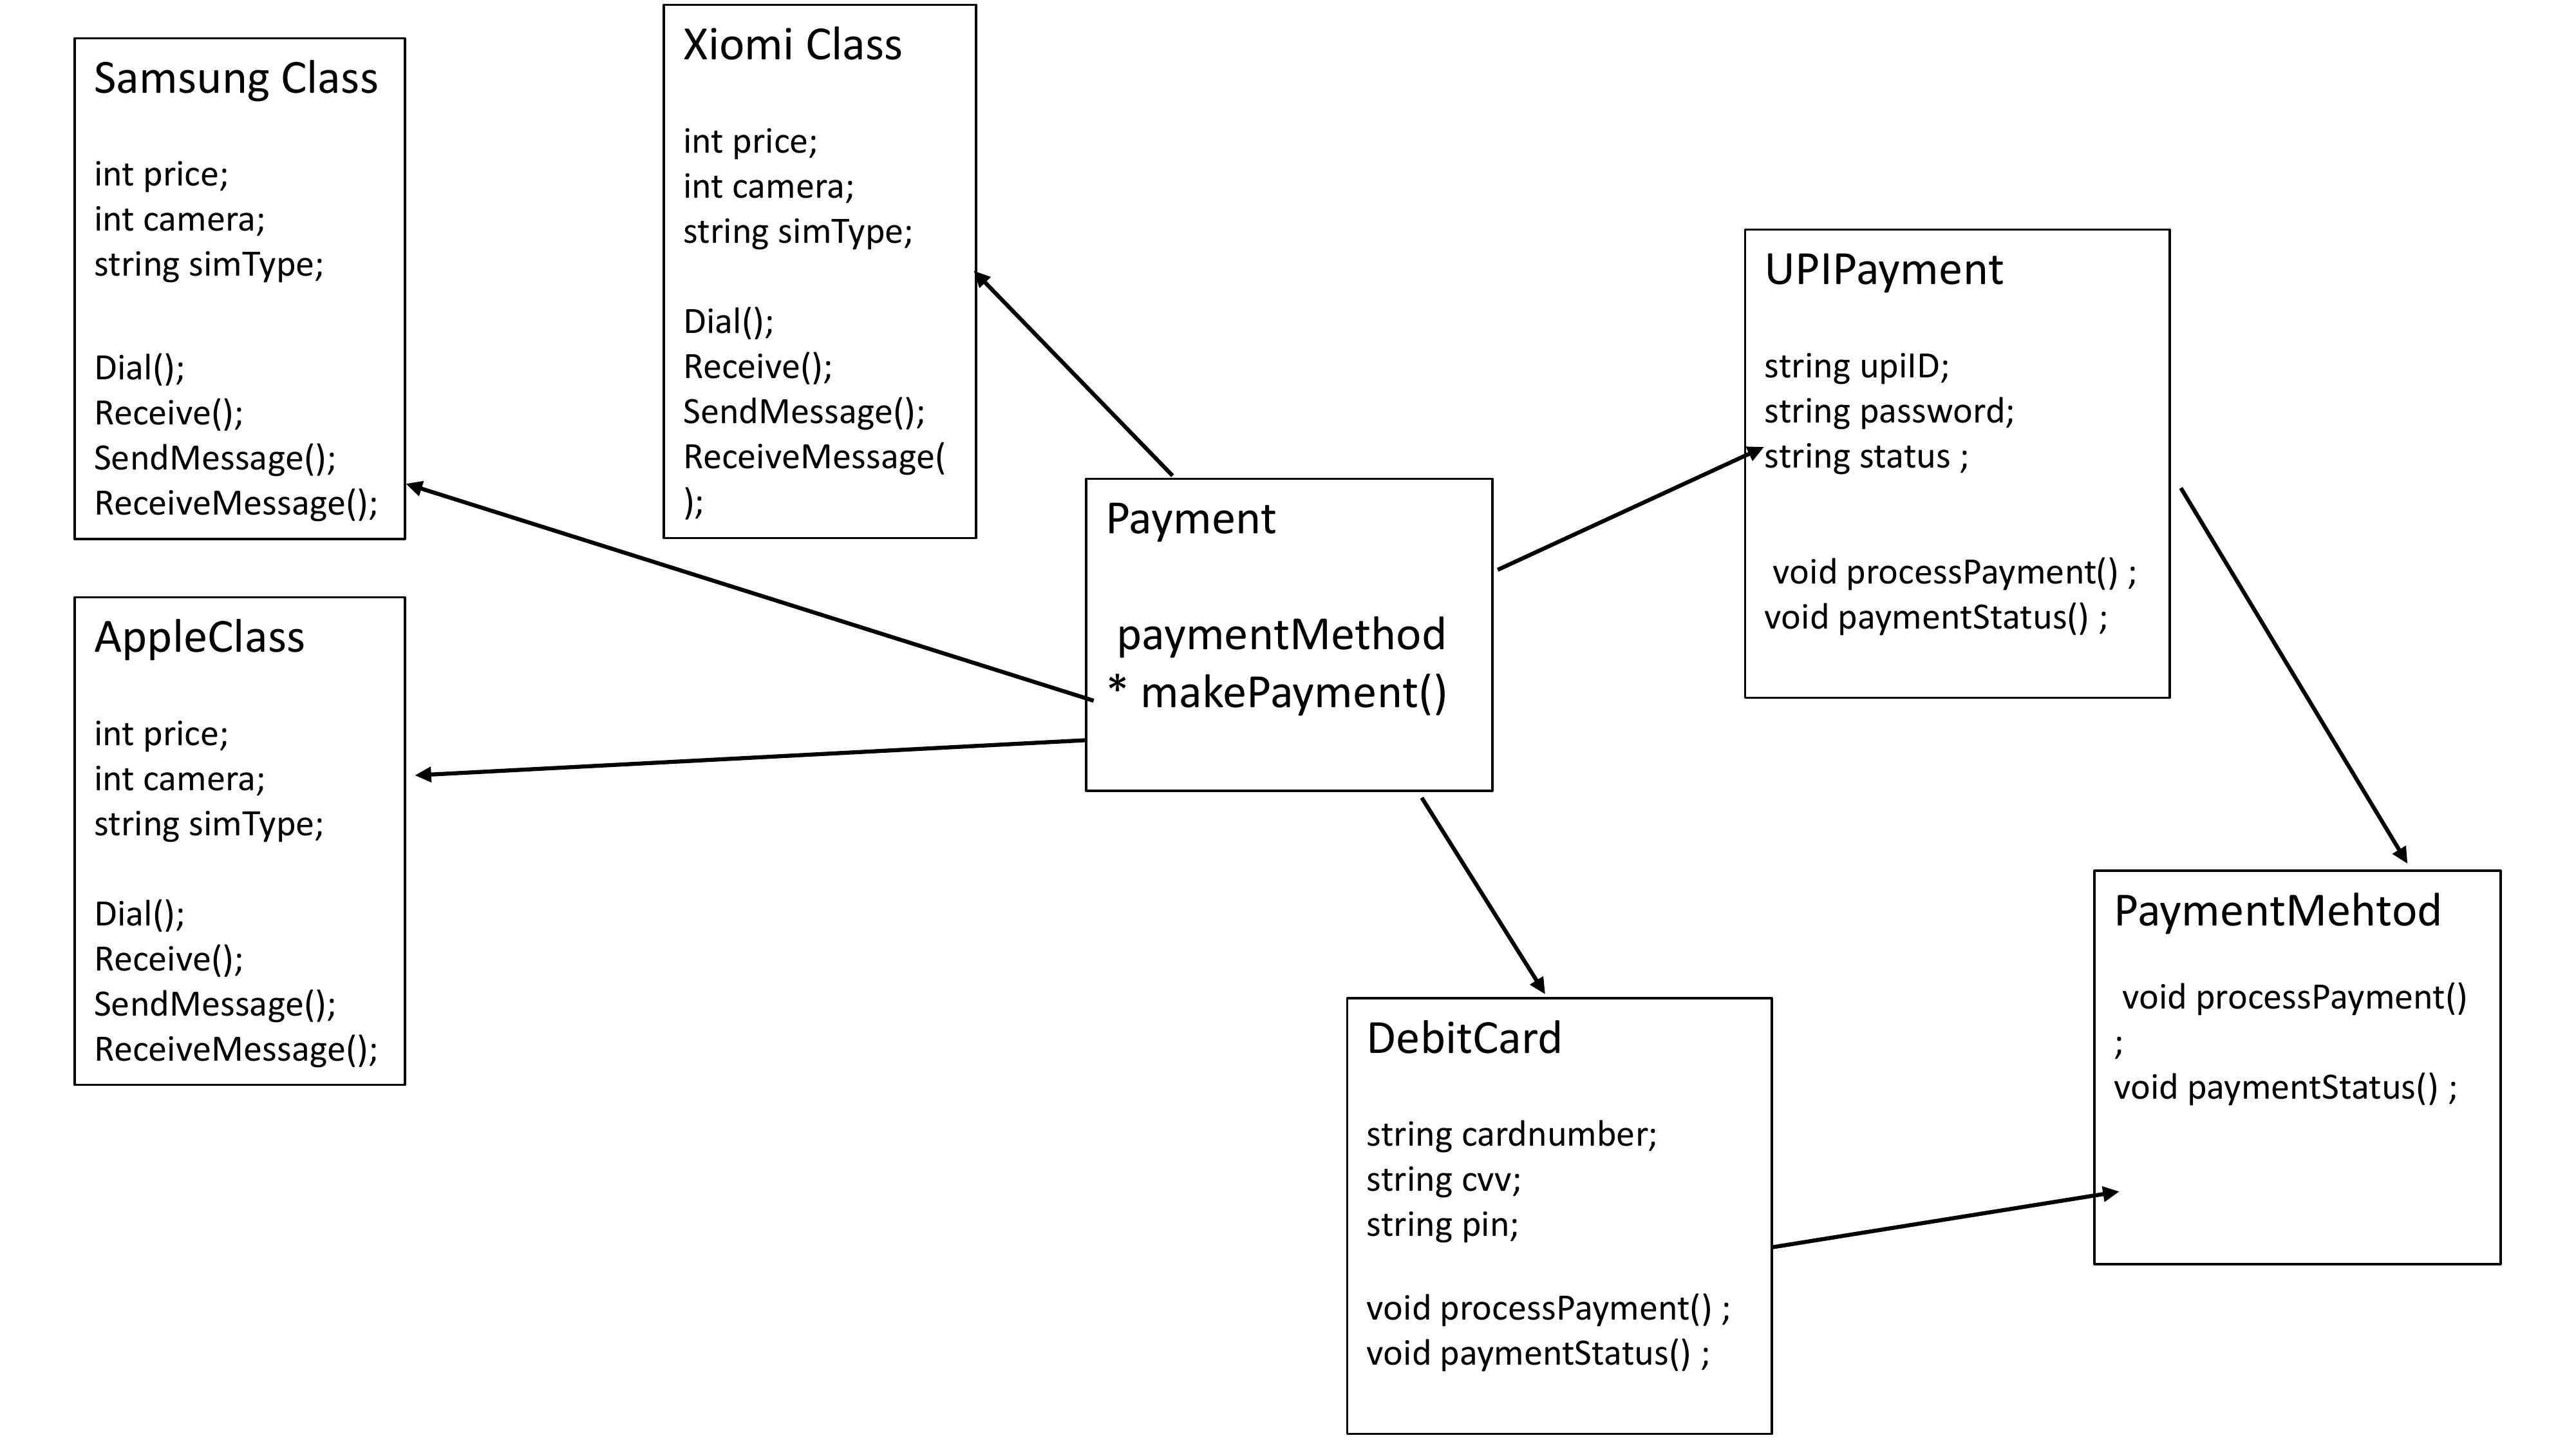 Samsung Class
int price;
int camera;
string simType;
Dial();
Receive();
SendMessage();
ReceiveMessage();
Xiomi Class
int price;
int camera;
string simType;
Dial();
Receive();
SendMessage();
ReceiveMessage(
);
AppleClass
int price;
int camera;
string simType;
Dial();
Receive();
SendMessage();
ReceiveMessage();
Payment
paymentMethod
* makePayment()
UPIPayment
string upiID;
string password;
string status ;
void processPayment() ;
void paymentStatus() ;
DebitCard
string cardnumber;
string cvv;
string pin;
void processPayment() ;
void paymentStatus() ;
PaymentMehtod
void processPayment()
;
void paymentStatus() ;